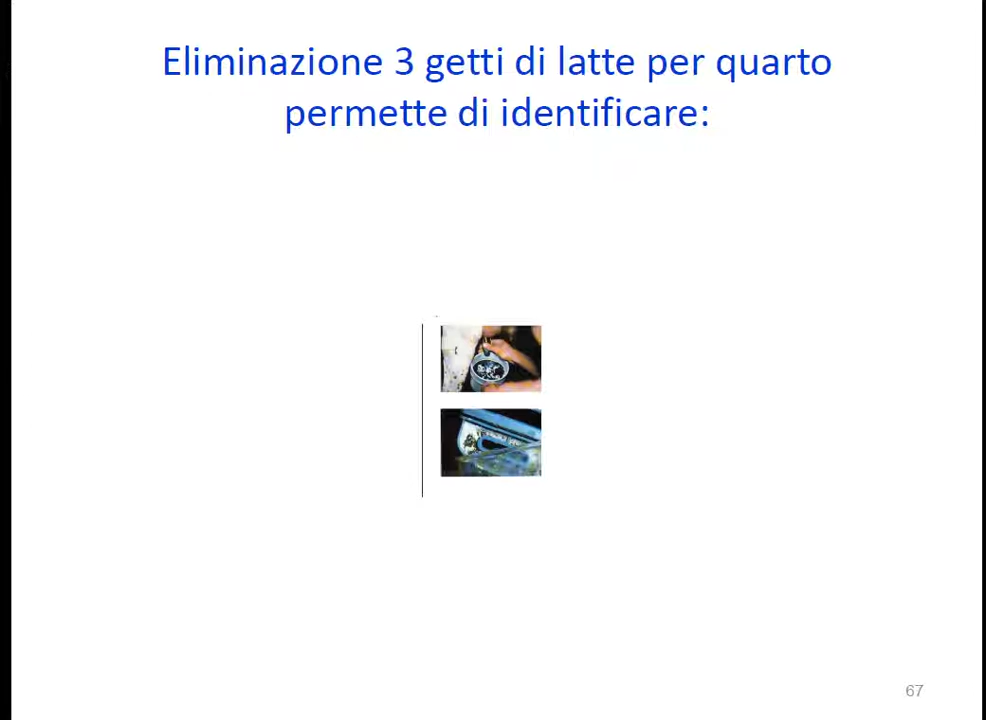 Eliminazione 3 getti di latte per quarto
permette di identificare:
67